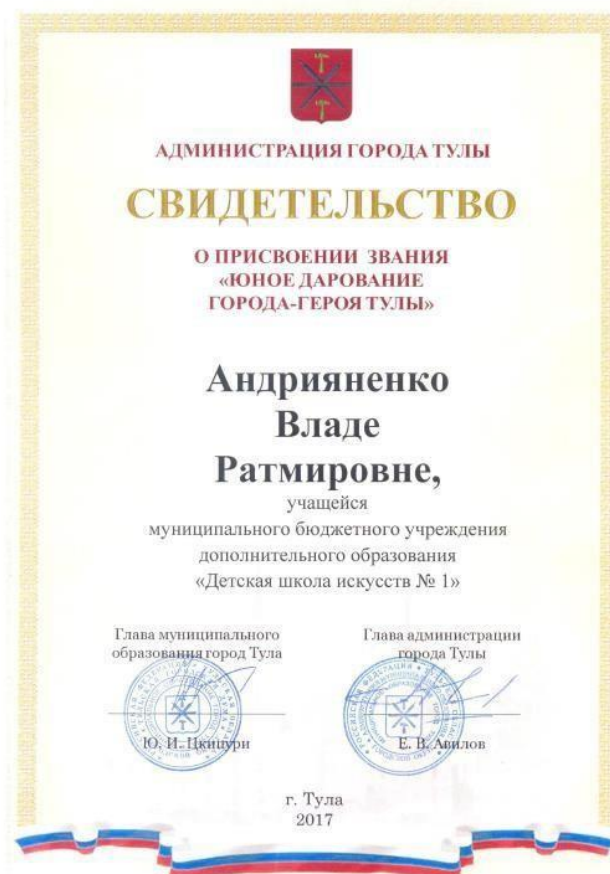 АДМИНИСТРАЦИЯ ГОРОДА ТУЛЫ
СВИДЕТЕЛЬСТВО
О ПРИСВОЕНИИ ЗВАНИЯ
«ЮНОЕ ДАРОВАНИЕ
ГОРОДА-ГЕРОЯ ТУЛЫ»
Андрияненко
Владе
Ратмировне,
учащейся
муниципального бюджетного учреждения
дополнительного образования
«Детская школа искусств № 1»
Глава муниципального
образования город Тула
Ю. И. Цкипури
Глава администрации
города Тулы
Е. В. Авилов
г. Тула
2017